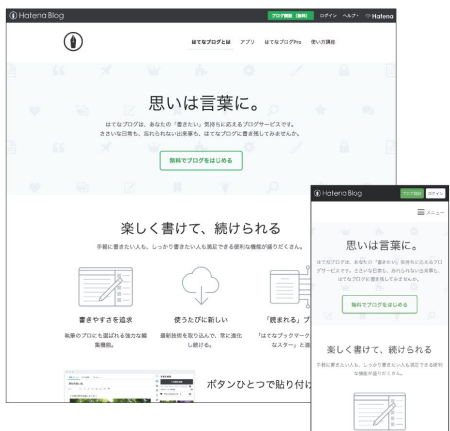 Hatena Blog
ブログ開設（無料）
ログイン
ヘルプ
Hatena
はてなブログとは
アプリ
はてなブログPro
使い方講座
思いは言葉に。
はてなブログは、あなたの「書きたい」気持ちに応えるブログサービスです。
ささいな日常も、忘れられない出来事も、はてなブログに書き残してみませんか。
無料でブログをはじめる
楽しく書けて、続けられる
手軽に書きたい人も、しっかり書きたい人も満足できる便利な機能が盛りだくさん。
書きやすさを追求
執筆のプロにも選ばれる強力な編
集機能。
使うたびに新しい
最新技術を取り込んで、常に進化
し続ける。
「読まれる」ブ
「はてなブックマーク
なスター」と連
ボタンひとつで貼り付け
Hatena Blog
ブログ開設
ログイン
メニュー
思いは言葉に。
はてなブログは、あなたの「書きたい」気持ちに応えるブロ
グサービスです。ささいな日常も、忘れられない出来事も、
はてなブログに書き残してみませんか。
無料でブログをはじめる
楽しく書けて、続けられる
手軽に書きたい人も、しっかり書きたい人も満足できる便利
な機能が盛りだくさん。